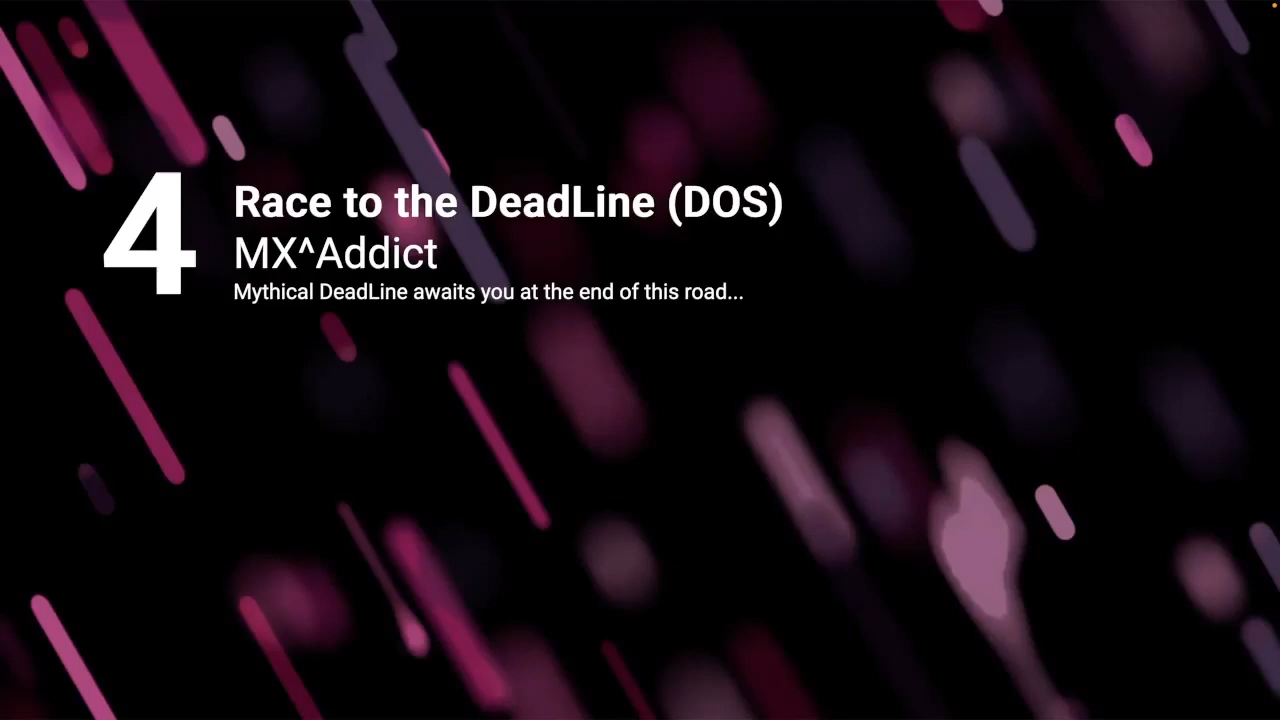 4
Race to the DeadLine (DOS)
MX^Addict
Mythical DeadLine awaits you at the end of this road...